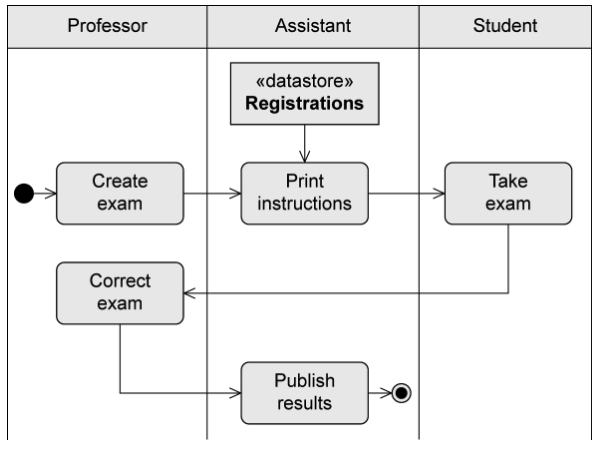 Professor
Assistant
Student
«datastore»
Registrations
Create
exam
Print
instructions
Take
exam
Correct
exam
Publish
results